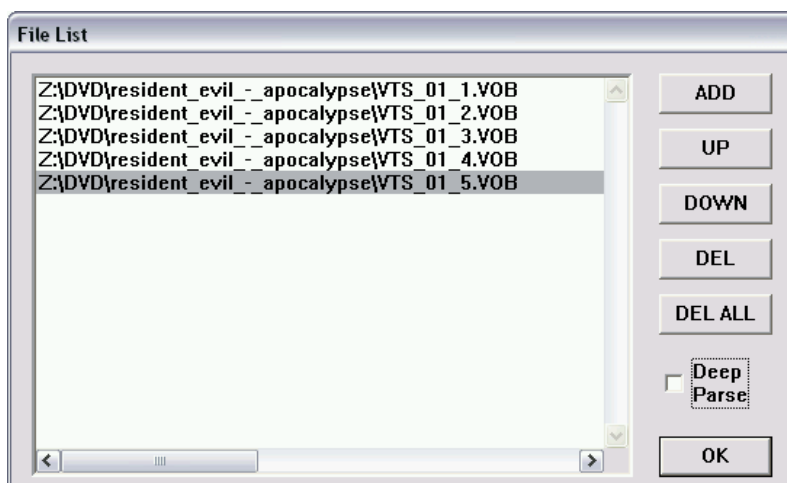 File List
Z:\DVD\resident_evil_-_apocalypse\VTS_01_1.VOB
Z:\DVD\resident_evil_-_apocalypse\VTS_01_2.VOB
Z:\DVD\resident_evil_-_apocalypse\VTS_01_3.VOB
Z:\DVD\resident_evil_-_apocalypse\VTS_01_4.VOB
Z:\DVD\resident_evil_-_apocalypse\VTS_01_5.VOB
ADD
UP
DOWN
DEL
DEL ALL
Deep
Parse
OK